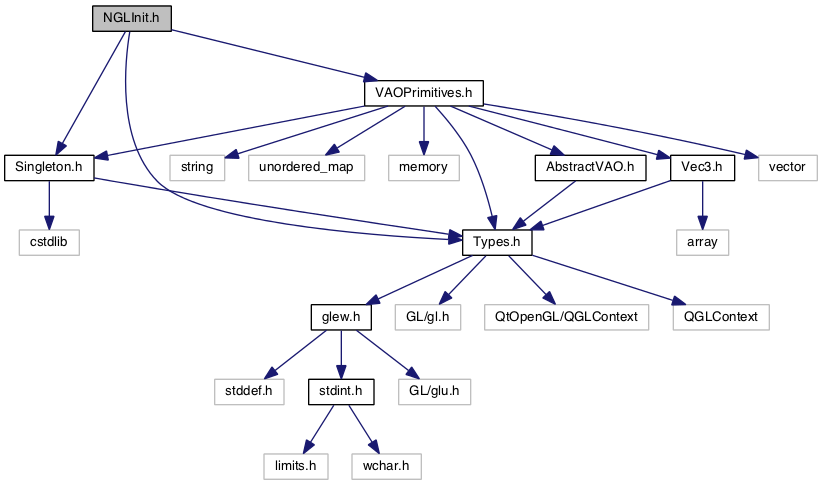 NGLInit.h
VAOPrimitives.h
Singleton.h
string
unordered_map
memory
AbstractVAO.h
Vec3.h
vector
cstdlib
Types.h
array
glew.h
GL/gl.h
QtOpenGL/QGLContext
QGLContext
stddef.h
stdint.h
GL/glu.h
limits.h
wchar.h